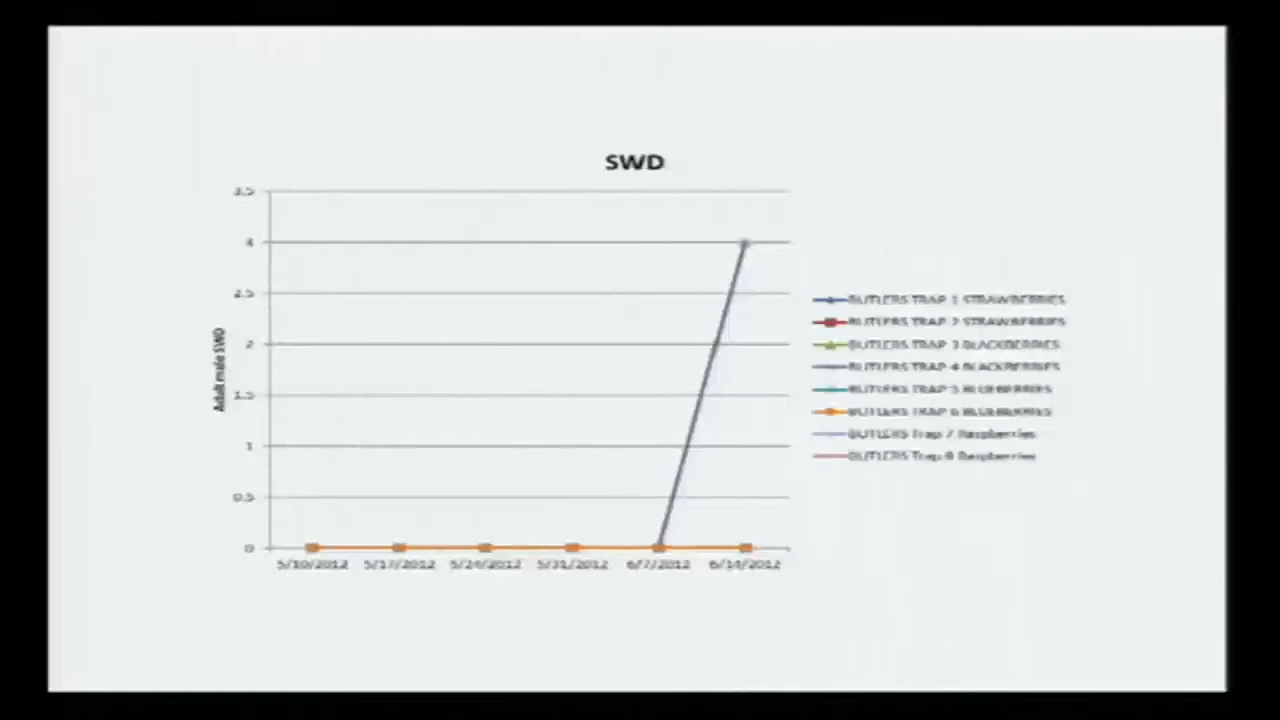 SWD
3.5
3
2.5
2
1.5
1
0.5
0
Adult male SWD
5/10/2012 5/17/2012 5/24/2012 5/31/2012 6/7/2012 6/14/2012
BUTLERS TRAP 1 STRAWBERRIES
BUTLERS TRAP 2 STRAWBERRIES
BUTLERS TRAP 3 BLACKBERRIES
BUTLERS TRAP 4 BLACKBERRIES
BUTLERS TRAP 5 BLUEBERRIES
BUTLERS TRAP 6 BLUEBERRIES
BUTLERS Trap 7 Raspberries
BUTLERS Trap 8 Raspberries